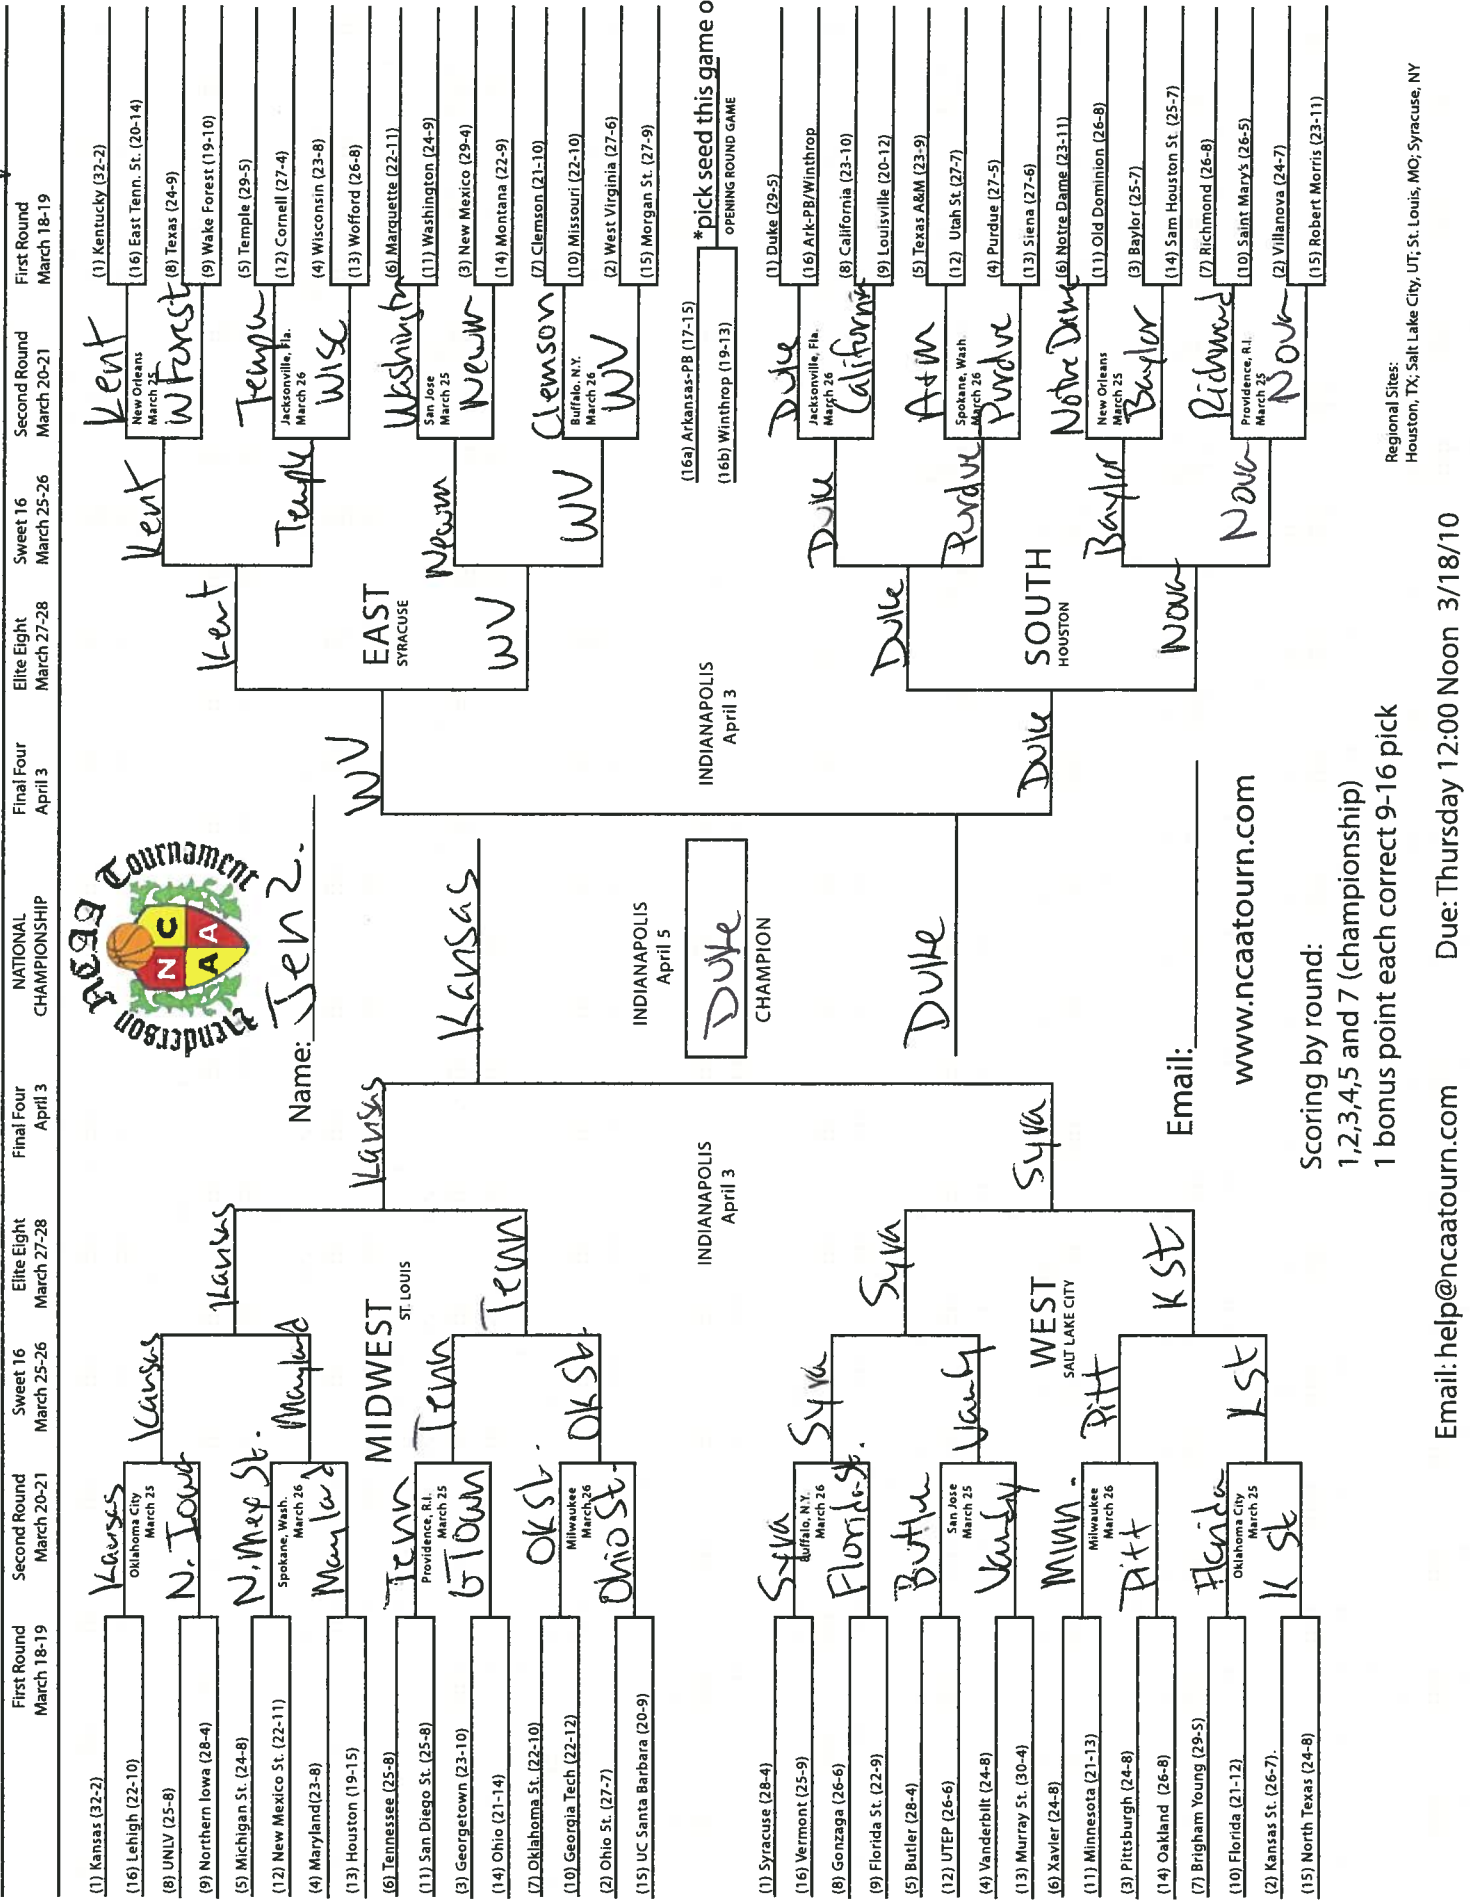 First Round
March 18-19
Second Round
March 20-21
Sweet 16
March 25-26
Elite Eight
March 27-28
Final Four
April 3
NATIONAL
CHAMPIONSHIP
Final Four
April 3
Elite Eight
March 27-28
Sweet 16
March 25-26
Second Round
March 20-21
First Round
March 18-19
Henderson NCAA Tournament
N C
A A
Name: Jen 2.
(1) Kansas (32-2)
(16) Lehigh (22-10)
(8) UNLV (25-8)
(9) Northern Iowa (28-4)
(5) Michigan St. (24-8)
(12) New Mexico St. (22-11)
(4) Maryland(23-8)
(13) Houston (19-15)
(6) Tennessee (25-8)
(11) San Diego St. (25-8)
(3) Georgetown (23-10)
(14) Ohio (21-14)
(7) Oklahoma St. (22-10)
(10) Georgia Tech (22-12)
(2) Ohio St. (27-7)
(15) UC Santa Barbara (20-9)
Kansas
Oklahoma City
March 25
N. Iowa
N. Mex St.
Spokane, Wash.
March 26
Maryland
Tenn
Providence, R.I.
March 25
GTown
OK St.
Milwaukee
March 26
Ohio St.
Kansas
Maryland
Tenn
OK St.
Kansas
Tenn
MIDWEST
ST. LOUIS
Kansas
Kansas
(1) Syracuse (28-4)
(16) Vermont (25-9)
(8) Gonzaga (26-6)
(9) Florida St. (22-9)
(5) Butler (28-4)
(12) UTEP (26-6)
(4) Vanderbilt (24-8)
(13) Murray St. (30-4)
(6) Xavier (24-8)
(11) Minnesota (21-13)
(3) Pittsburgh (24-8)
(14) Oakland (26-8)
(7) Brigham Young (29-5)
(10) Florida (21-12)
(2) Kansas St. (26-7).
(15) North Texas (24-8)
Syra
Buffalo, N.Y.
March 26
Florida St.
Butler
San Jose
March 25
Vandy
Minn.
Milwaukee
March 26
Pitt
Florida
Oklahoma City
March 25
K St
Syra
Vandy
Pitt
K St
Syra
K St
WEST
SALT LAKE CITY
Syra
INDIANAPOLIS
April 3
INDIANAPOLIS
April 5
Duke
CHAMPION
Duke
INDIANAPOLIS
April 3
WV
Duke
Kent
WV
EAST
SYRACUSE
Kent
Temple
Newm
WV
Kent
New Orleans
March 25
W Forest
Temple
Jacksonville, Fla.
March 26
Wisc
Washington
San Jose
March 25
Newm
Clemson
Buffalo, N.Y.
March 26
WV
(1) Kentucky (32-2)
(16) East Tenn. St. (20-14)
(8) Texas (24-9)
(9) Wake Forest (19-10)
(5) Temple (29-5)
(12) Cornell (27-4)
(4) Wisconsin (23-8)
(13) Wofford (26-8)
(6) Marquette (22-11)
(11) Washington (24-9)
(3) New Mexico (29-4)
(14) Montana (22-9)
(7) Clemson (21-10)
(10) Missouri (22-10)
(2) West Virginia (27-6)
(15) Morgan St. (27-9)
(16a) Arkansas-PB (17-15)
(16b) Winthrop (19-13)
*pick seed this game o
OPENING ROUND GAME
Duke
Nova
SOUTH
HOUSTON
Duke
Purdue
Baylor
Nova
Duke
Jacksonville, Fla.
March 26
California
A+m
Spokane, Wash.
March 26
Purdue
Notre Dame
New Orleans
March 25
Baylor
Richmond
Providence, R.I.
March 25
Nova
(1) Duke (29-5)
(16) Ark-PB/Winthrop
(8) California (23-10)
(9) Louisville (20-12)
(5) Texas A&M (23-9)
(12) Utah St (27-7)
(4) Purdue (27-5)
(13) Siena (27-6)
(6) Notre Dame (23-11)
(11) Old Dominion (26-8)
(3) Baylor (25-7)
(14) Sam Houston St (25-7)
(7) Richmond (26-8)
(10) Saint Mary's (26-5)
(2) Villanova (24-7)
(15) Robert Morris (23-11)
Email:
www.ncaatourn.com
Scoring by round:
1,2,3,4,5 and 7 (championship)
1 bonus point each correct 9-16 pick
Regional Sites:
Houston, TX; Salt Lake City, UT; St. Louis, MO; Syracuse, NY
Email: help@ncaatourn.com
Due: Thursday 12:00 Noon 3/18/10